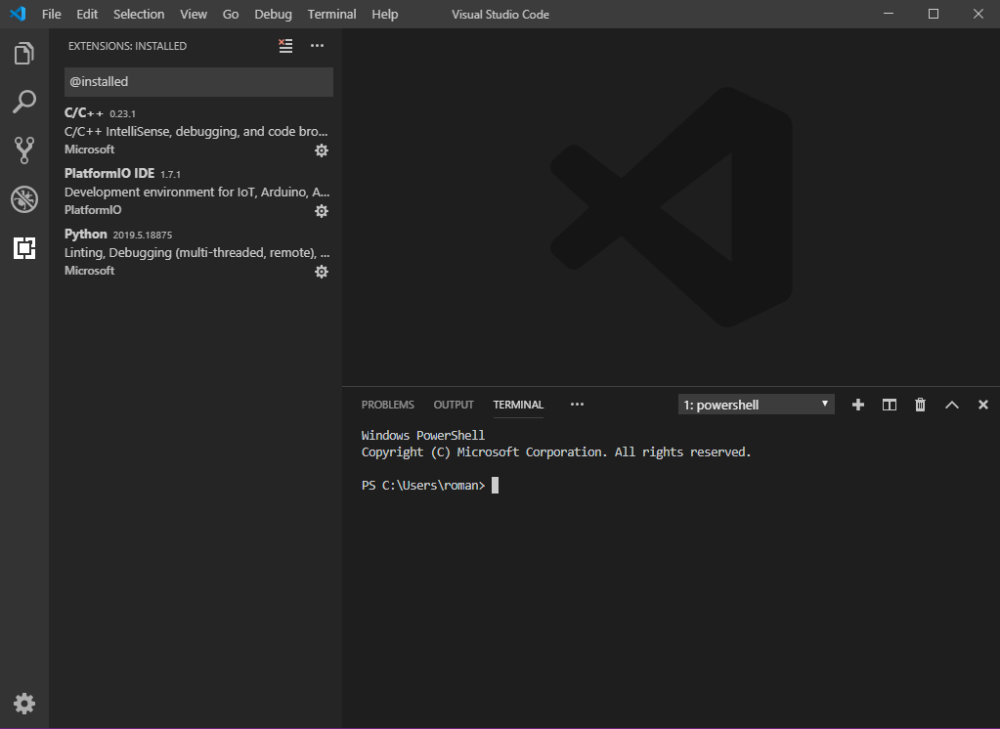 File Edit Selection View Go Debug Terminal Help Visual Studio Code
EXTENSIONS: INSTALLED
@installed
C/C++ 0.23.1
C/C++ IntelliSense, debugging, and code bro...
Microsoft
PlatformIO IDE 1.7.1
Development environment for IoT, Arduino, A...
PlatformIO
Python 2019.5.18875
Linting, Debugging (multi-threaded, remote), ...
Microsoft
PROBLEMS OUTPUT TERMINAL 1: powershell
Windows PowerShell
Copyright (C) Microsoft Corporation. All rights reserved.
PS C:\Users\roman>